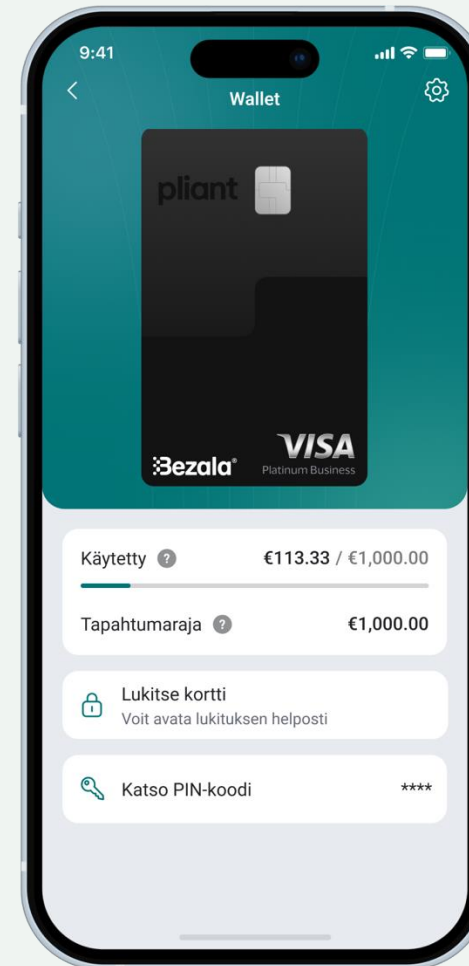 9:41
Wallet
pliant
Bezala®
VISA
Platinum Business
Käytetty ? €113.33 / €1,000.00
Tapahtumaraja ? €1,000.00
Lukitse kortti
Voit avata lukituksen helposti
Katso PIN-koodi ****